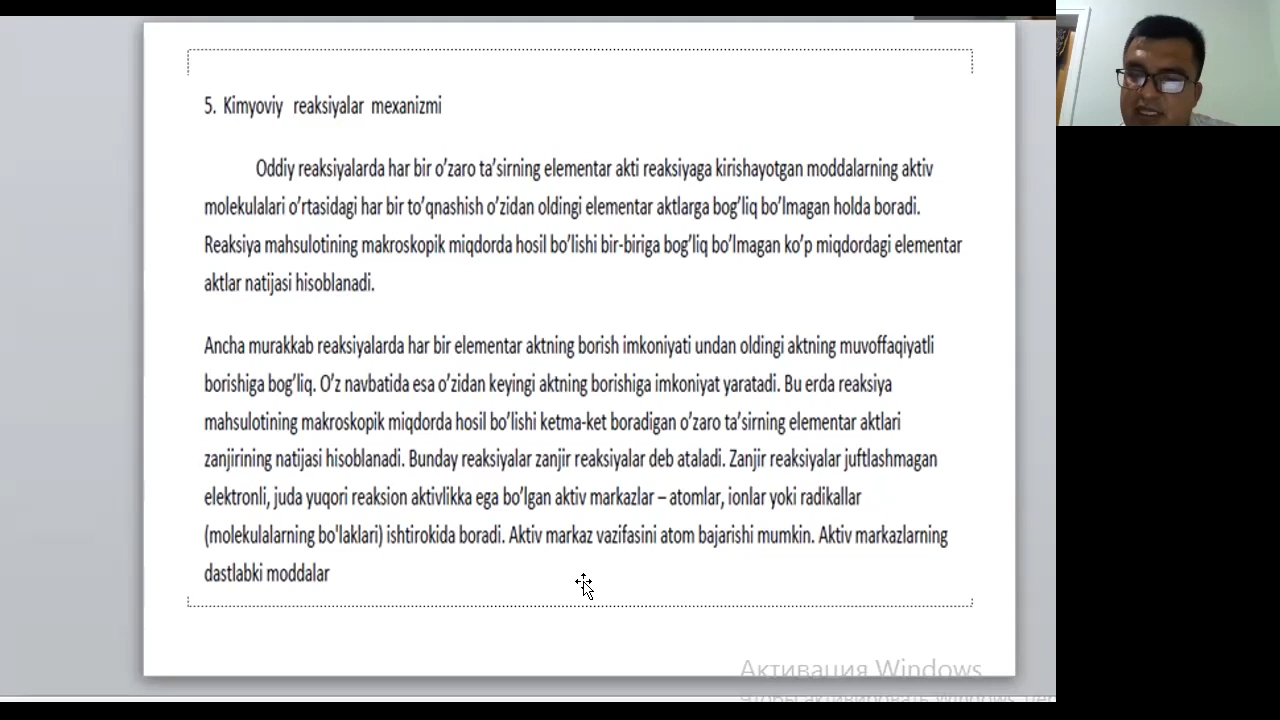 5. Kimyoviy reaksiyalar mexanizmi
Oddiy reaksiyalarda har bir o’zaro ta’sirning elementar akti reaksiyaga kirishayotgan moddalarning aktiv
molekulalari o’rtasidagi har bir to’qnashish o’zidan oldingi elementar aktlarga bog’liq bo’lmagan holda boradi.
Reaksiya mahsulotining makroskopik miqdorda hosil bo’lishi bir-biriga bog’liq bo’lmagan ko’p miqdordagi elementar
aktlar natijasi hisoblanadi.
Ancha murakkab reaksiyalarda har bir elementar aktning borish imkoniyati undan oldingi aktning muvoffaqiyatli
borishiga bog’liq. O’z navbatida esa o’zidan keyingi aktning borishiga imkoniyat yaratadi. Bu erda reaksiya
mahsulotining makroskopik miqdorda hosil bo’lishi ketma-ket boradigan o’zaro ta’sirning elementar aktlari
zanjirining natijasi hisoblanadi. Bunday reaksiyalar zanjir reaksiyalar deb ataladi. Zanjir reaksiyalar juftlashmagan
elektronli, juda yuqori reaksion aktivlikka ega bo’lgan aktiv markazlar – atomlar, ionlar yoki radikallar
(molekulalarning bo'laklari) ishtirokida boradi. Aktiv markaz vazifasini atom bajarishi mumkin. Aktiv markazlarning
dastlabki moddalar
Активация Windows
Чтобы активировать Windows, пер